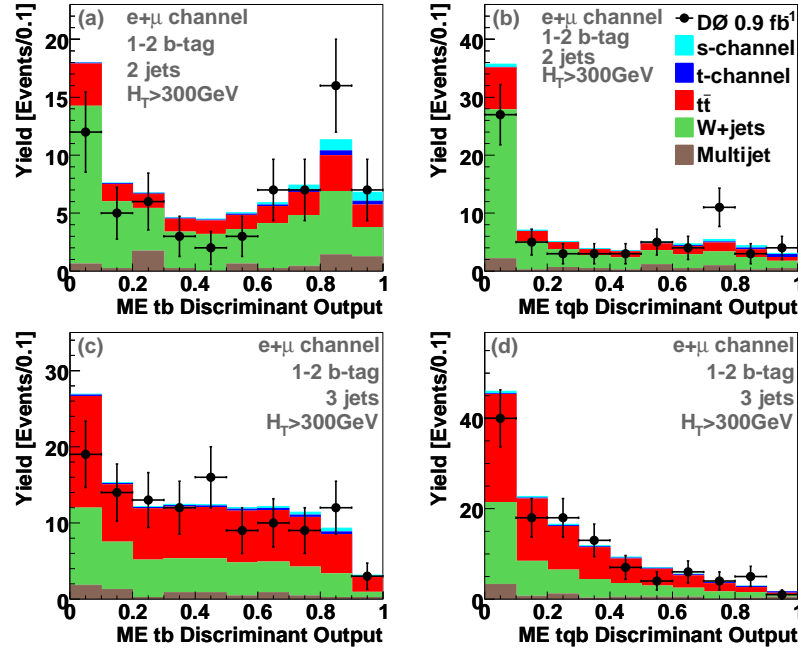 (a)
e+μ channel
1-2 b-tag
2 jets
H_T>300GeV
Yield [Events/0.1]
15
10
5
0
0 0.2 0.4 0.6 0.8 1
ME tb Discriminant Output
(b)
e+μ channel
1-2 b-tag
2 jets
H_T>300GeV
DØ 0.9 fb¹
s-channel
t-channel
tt̄
W+jets
Multijet
Yield [Events/0.1]
40
20
0
0 0.2 0.4 0.6 0.8 1
ME tqb Discriminant Output
(c)
e+μ channel
1-2 b-tag
3 jets
H_T>300GeV
Yield [Events/0.1]
30
20
10
0
0 0.2 0.4 0.6 0.8 1
ME tb Discriminant Output
(d)
e+μ channel
1-2 b-tag
3 jets
H_T>300GeV
Yield [Events/0.1]
40
20
0
0 0.2 0.4 0.6 0.8 1
ME tqb Discriminant Output